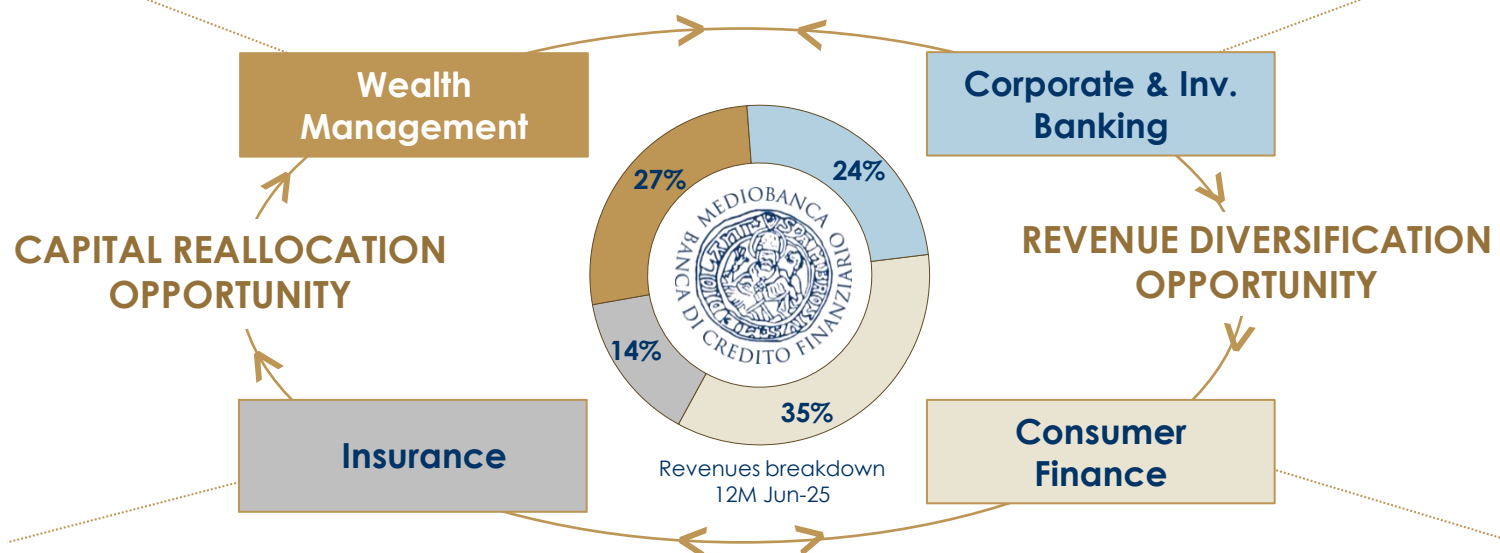 Wealth
Management
Corporate & Inv.
Banking
27%
24%
MEDIOBANCA
BANCA DI CREDITO FINANZIARIO
CAPITAL REALLOCATION
OPPORTUNITY
REVENUE DIVERSIFICATION
OPPORTUNITY
14%
35%
Insurance
Consumer
Finance
Revenues breakdown
12M Jun-25